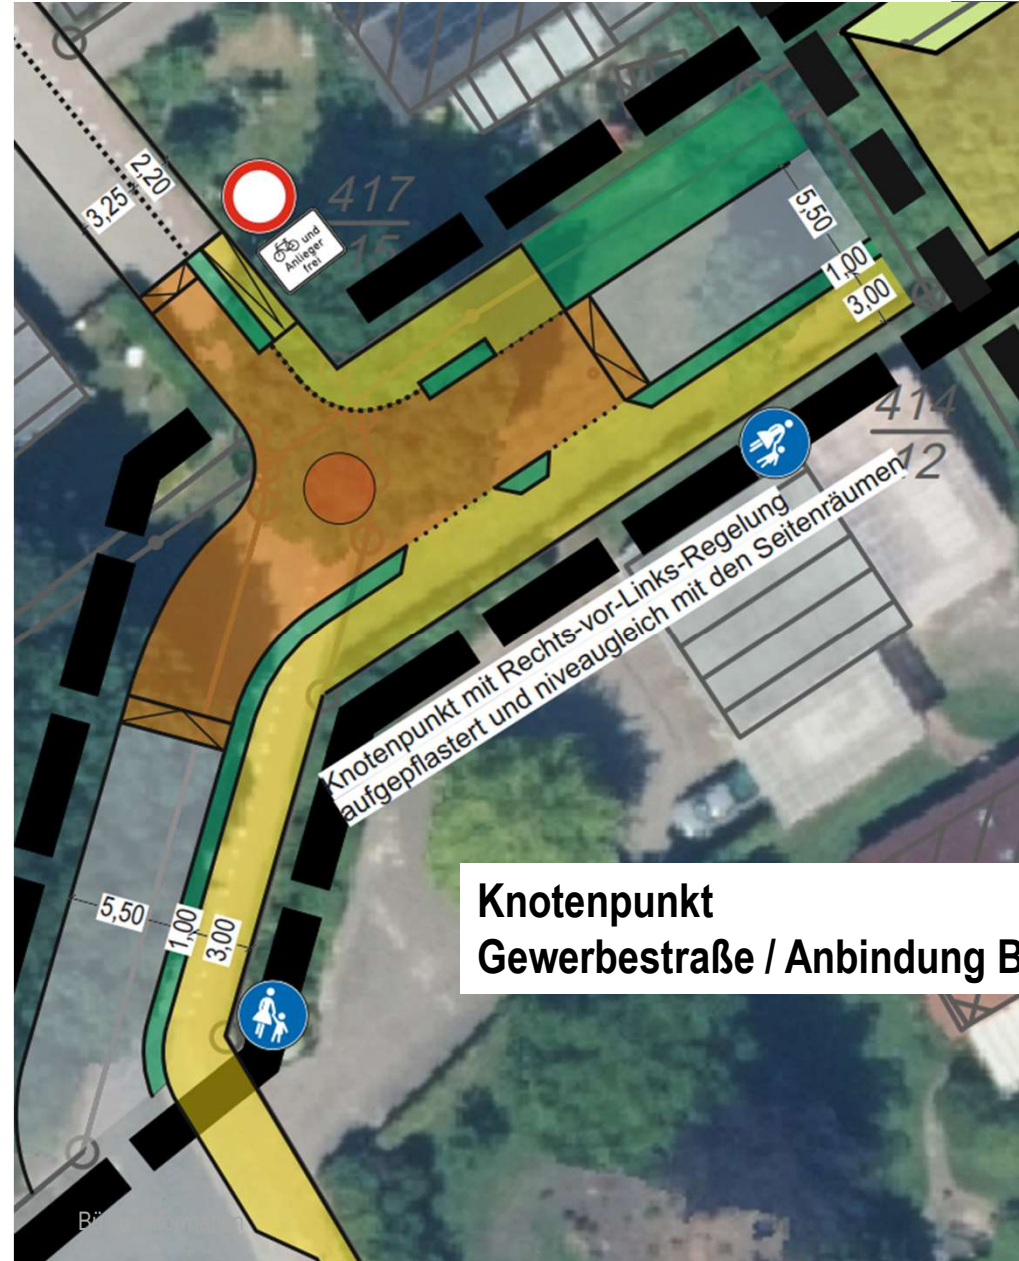 2,20
3,25
und
Anlieger
frei
417
15
5,50
1,00
3,00
414
12
Knotenpunkt mit Rechts-vor-Links-Regelung
aufgepflastert und niveaugleich mit den Seitenräumen
Knotenpunkt
Gewerbestraße / Anbindung B
5,50
1,00
3,00